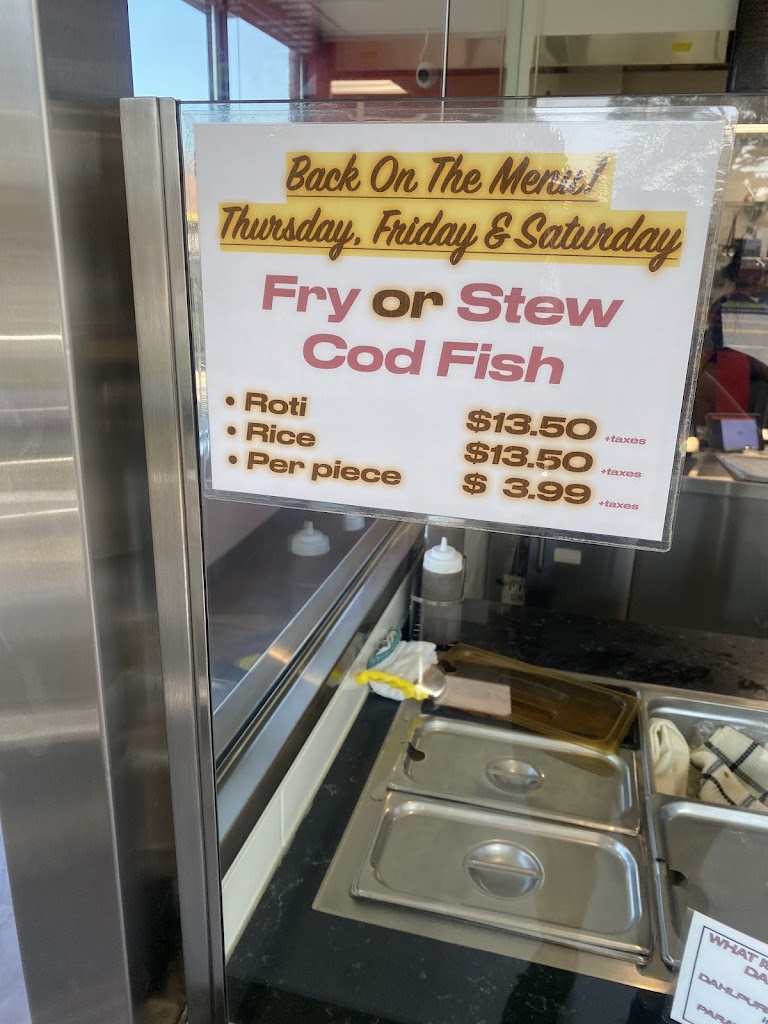 Back On The Menu!
Thursday, Friday & Saturday
Fry or Stew
Cod Fish
• Roti $13.50 +taxes
• Rice $13.50 +taxes
• Per piece $ 3.99 +taxes
WHAT